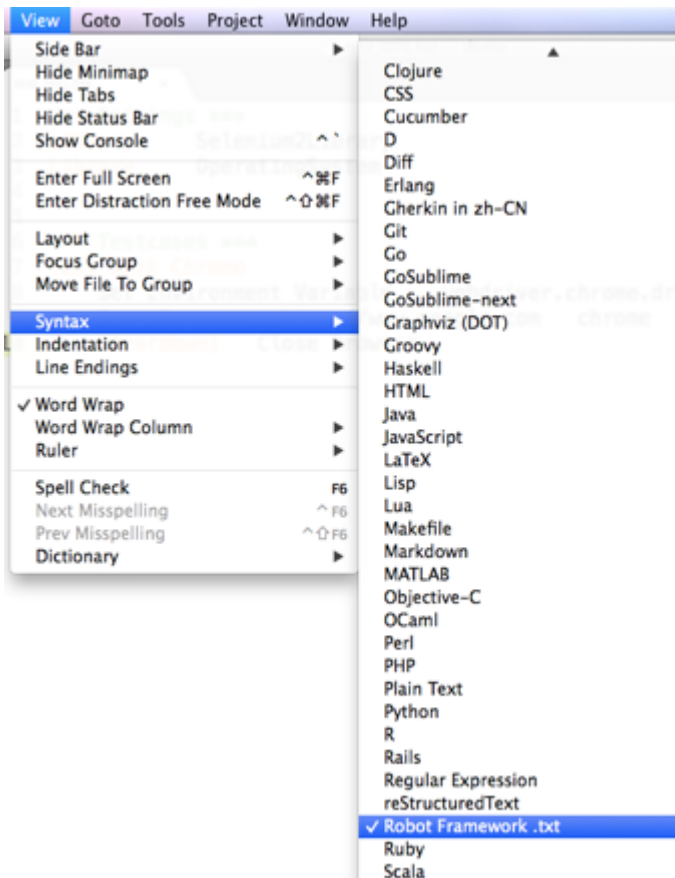 View Goto Tools Project Window Help
Side Bar
Hide Minimap
Hide Tabs
Hide Status Bar
Show Console ^`
Enter Full Screen ^⌘F
Enter Distraction Free Mode ^⇧⌘F
Layout
Focus Group
Move File To Group
Syntax
Indentation
Line Endings
✓ Word Wrap
Word Wrap Column
Ruler
Spell Check F6
Next Misspelling ^F6
Prev Misspelling ^⇧F6
Dictionary
Clojure
CSS
Cucumber
D
Diff
Erlang
Gherkin in zh-CN
Git
Go
GoSublime
GoSublime-next
Graphviz (DOT)
Groovy
Haskell
HTML
Java
JavaScript
LaTeX
Lisp
Lua
Makefile
Markdown
MATLAB
Objective-C
OCaml
Perl
PHP
Plain Text
Python
R
Rails
Regular Expression
reStructuredText
✓ Robot Framework .txt
Ruby
Scala